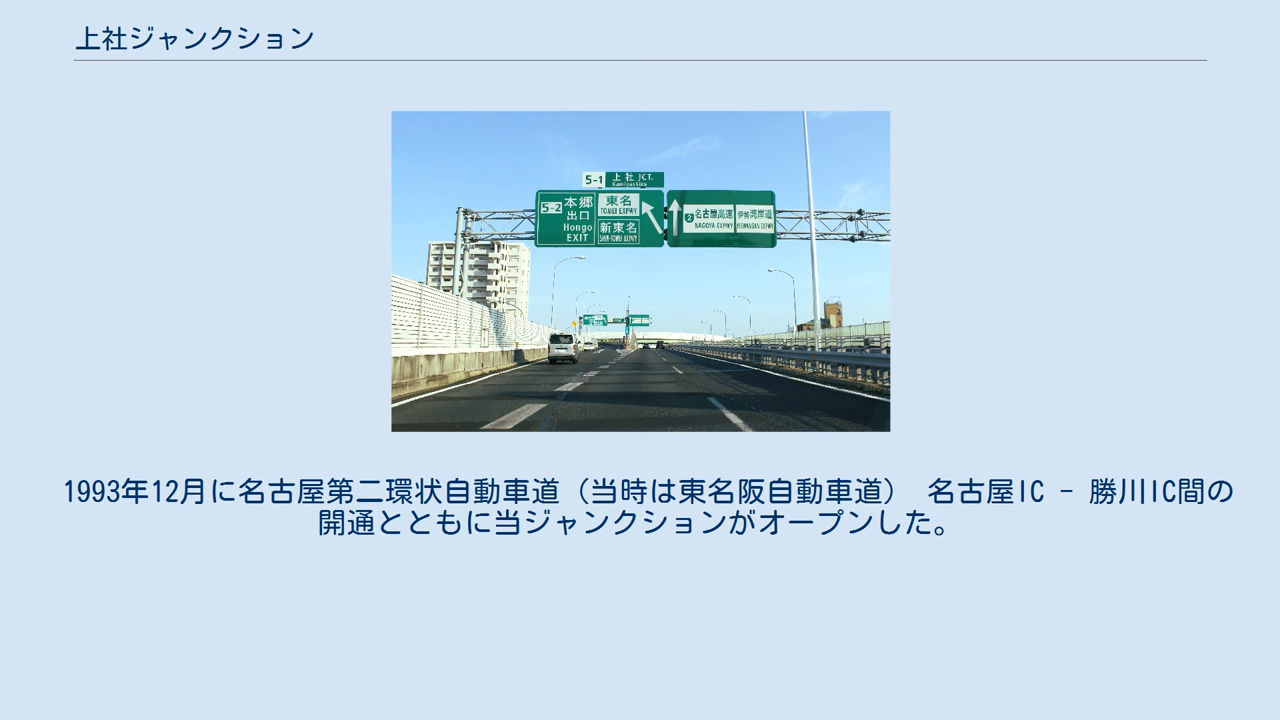 上社ジャンクション
5-1 上社 JCT.
Kamiyashiro
5-2 本郷 出口
Hongo EXIT
東名
TOMEI EXPWY
新東名
SHIN-TOMEI EXPWY
2 名古屋高速
NAGOYA EXPWY
伊勢湾岸道
ISEWANGAN EXPWY
1993年12月に名古屋第二環状自動車道（当時は東名阪自動車道） 名古屋IC - 勝川IC間の
開通とともに当ジャンクションがオープンした。